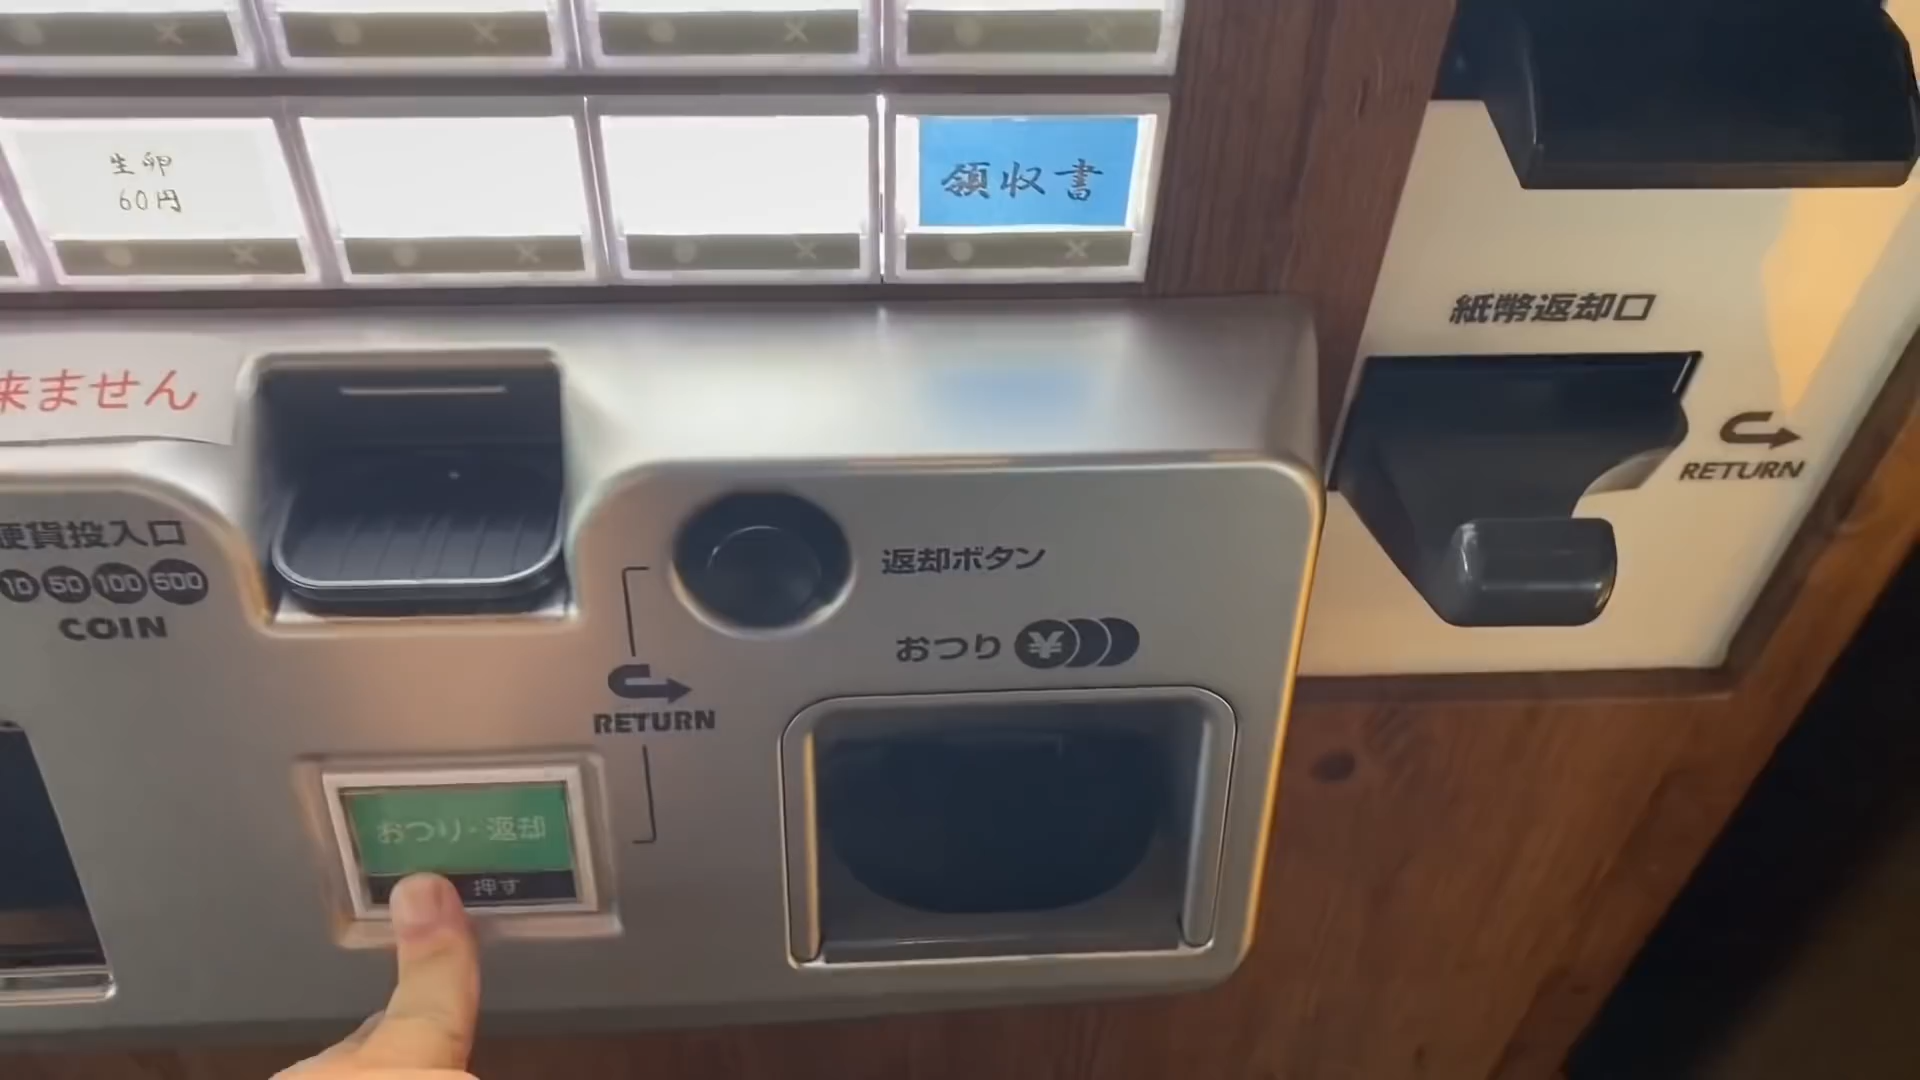 生卵
60円
領収書
紙幣返却口
RETURN
来ません
硬貨投入口
10 50 100 500
COIN
返却ボタン
おつり ¥
RETURN
おつり・返却
押す